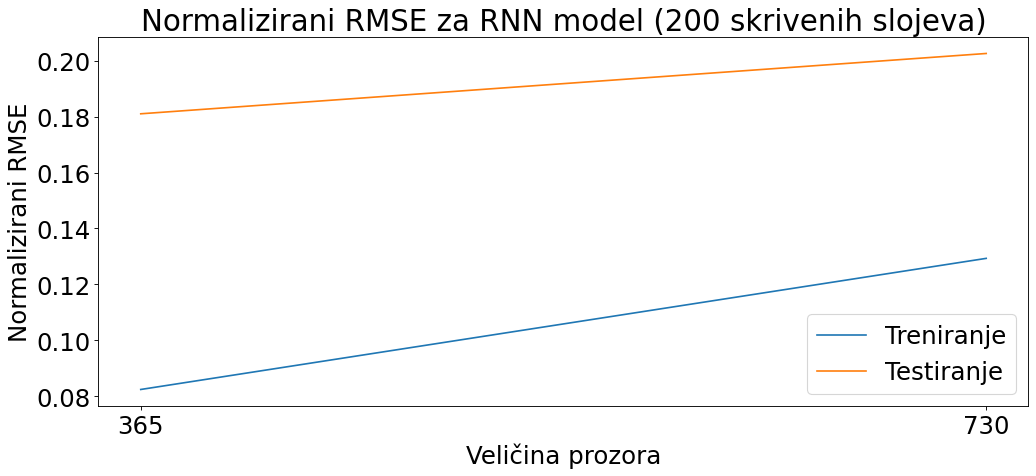 Normalizirani RMSE za RNN model (200 skrivenih slojeva)
Normalizirani RMSE
0.20
0.18
0.16
0.14
0.12
0.10
0.08
Treniranje
Testiranje
365
730
Veličina prozora